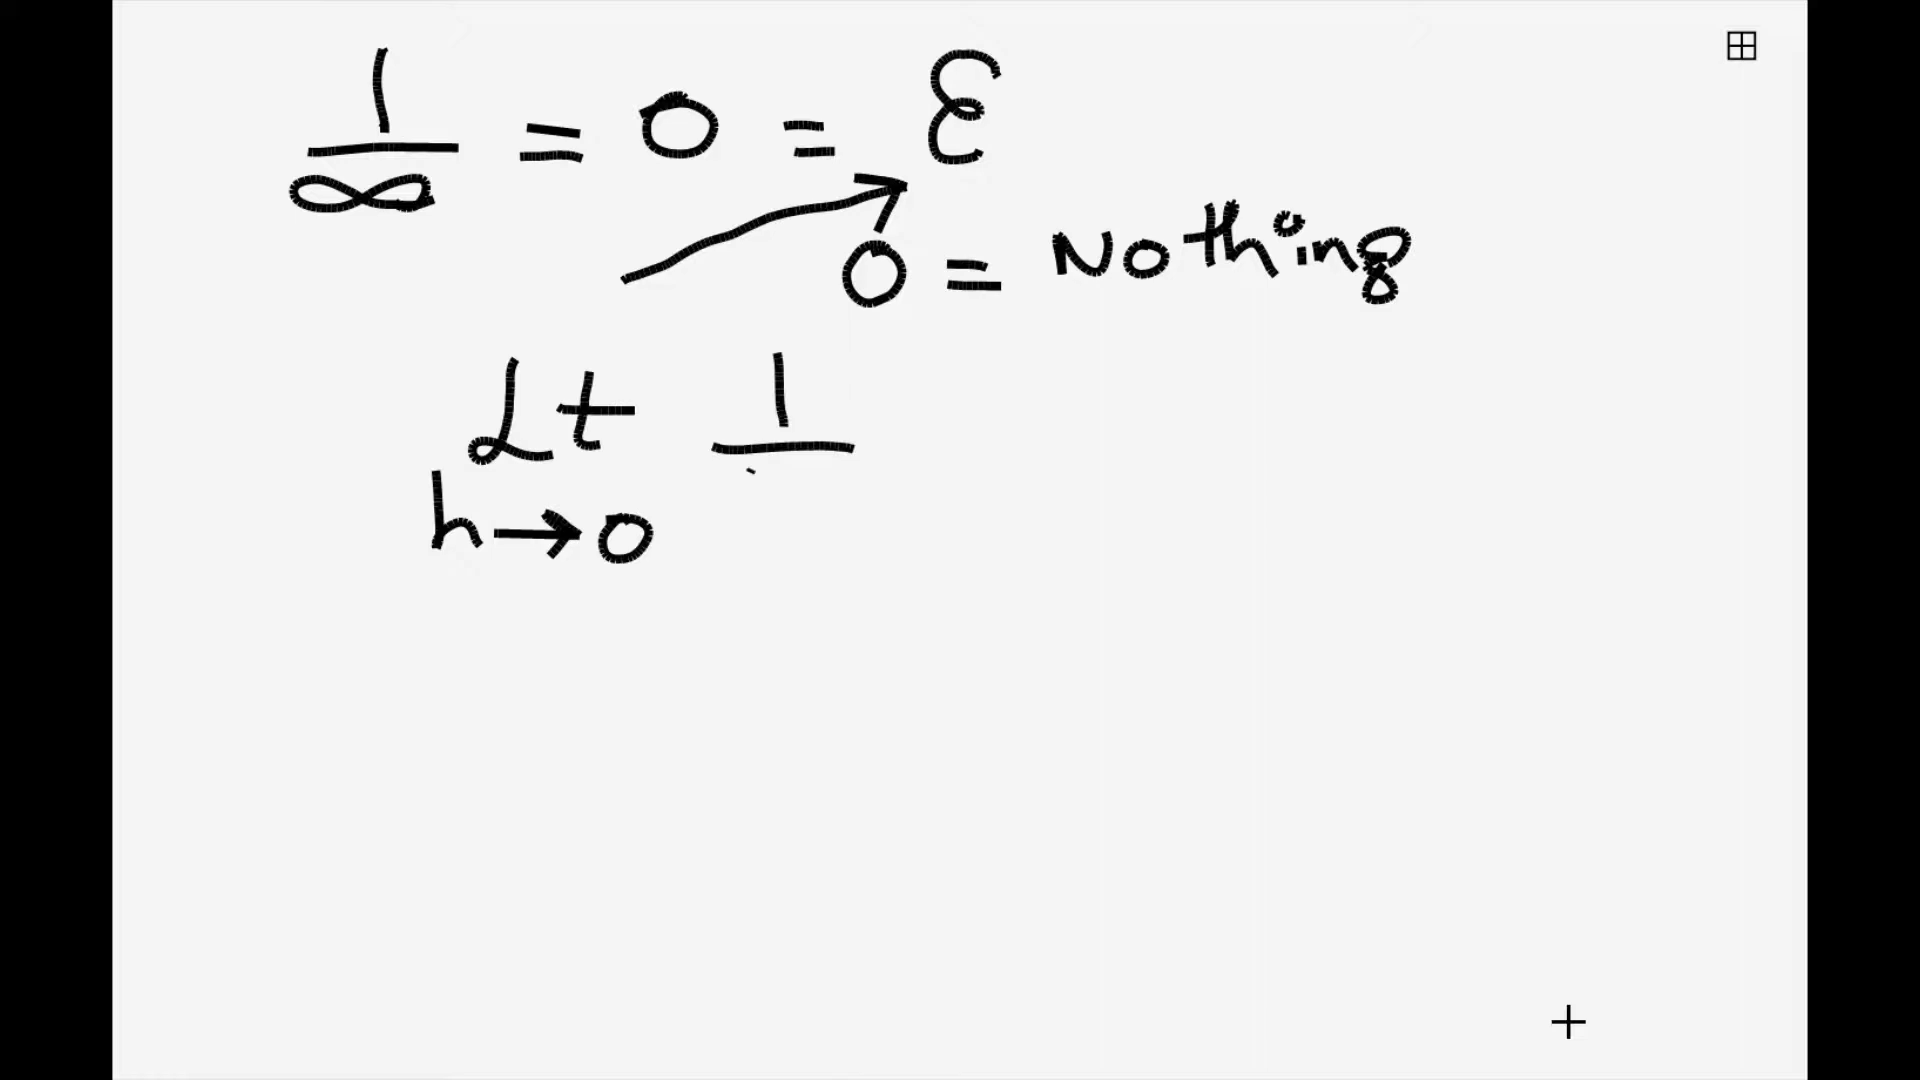 1/∞ = 0 = ε
0 = Nothing
Lt 1/
h→0